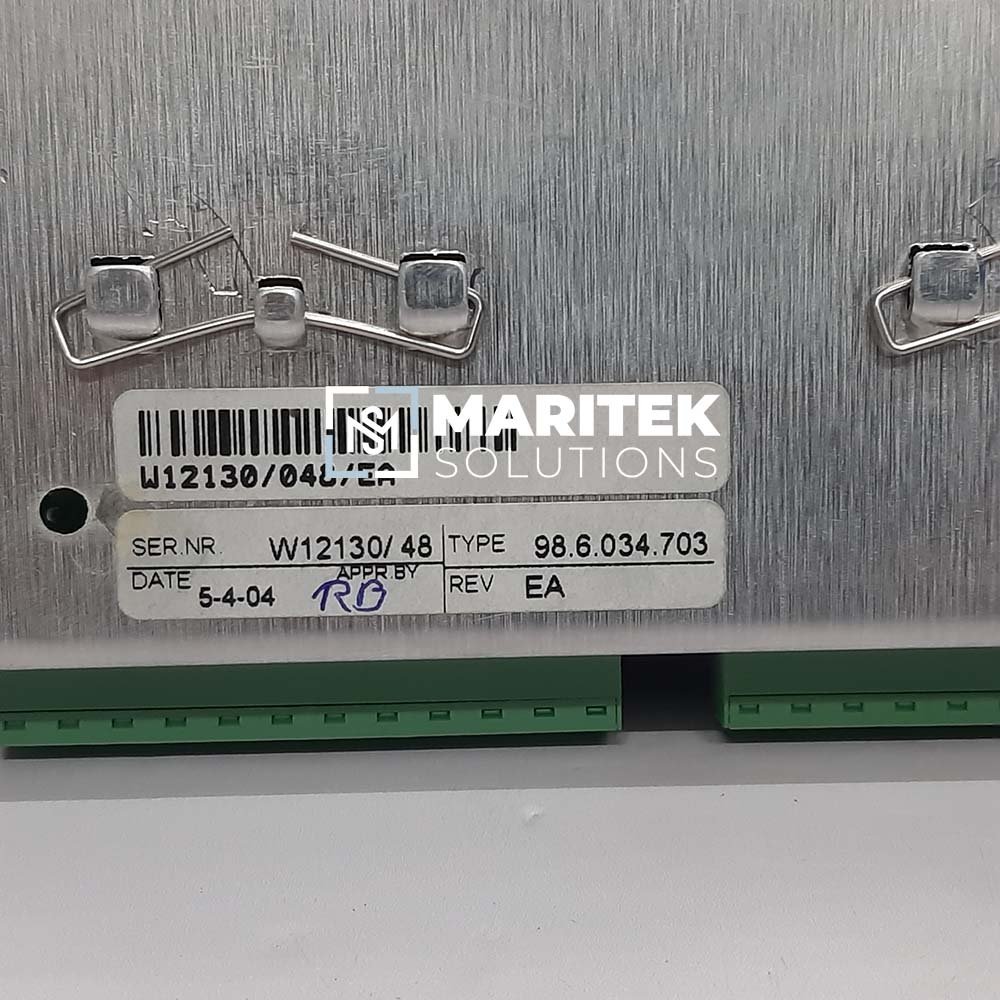 MARITEK
SOLUTIONS
W12130/048/EA
SER.NR. W12130/ 48 TYPE 98.6.034.703
DATE 5-4-04 APPR.BY RB REV EA